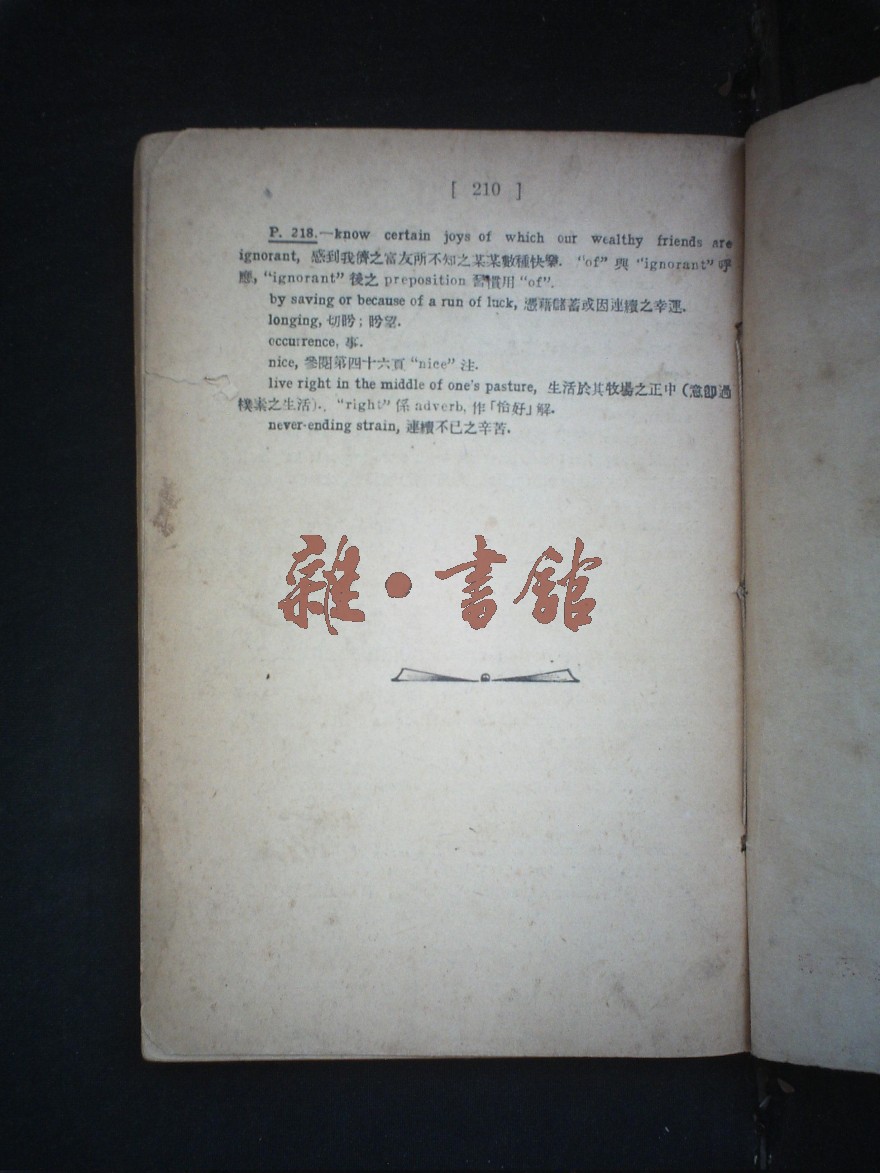 [ 210 ]
P. 218.—know certain joys of which our wealthy friends are
ignorant, 感到我儕之富友所不知之某某數種快樂. “of” 與 “ignorant” 呼
應, “ignorant” 後之 preposition 習慣用 “of”.
by saving or because of a run of luck, 憑藉儲蓄或因連續之幸運.
longing, 切盼; 盼望.
occurrence, 事.
nice, 參閱第四十六頁 “nice” 注.
live right in the middle of one's pasture, 生活於其牧場之正中 (意卽過
樸素之生活). “right” 係 adverb, 作「恰好」解.
never-ending strain, 連續不已之辛苦.
雜·書館